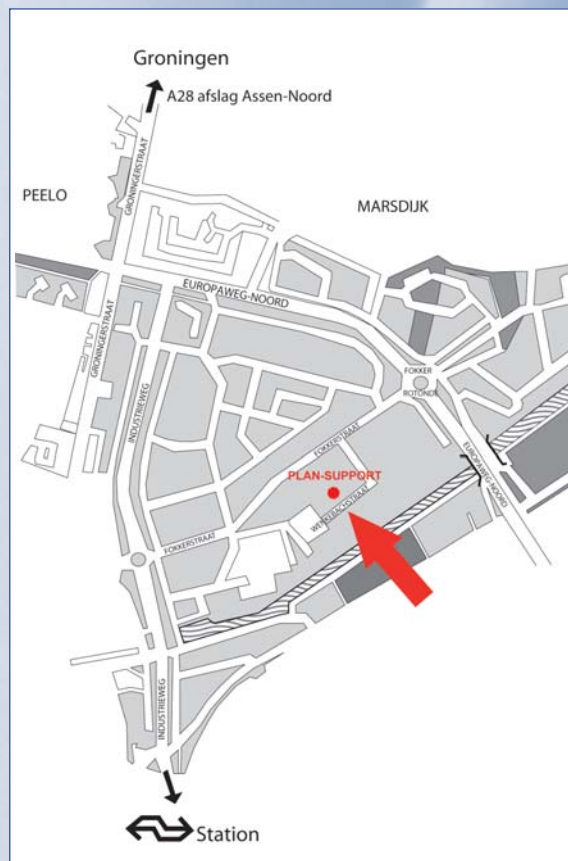 Groningen
A28 afslag Assen-Noord
GRONINGERSTRAAT
PEELO
MARSDIJK
EUROPAWEG-NOORD
GRONINGERSTRAAT
INDUSTRIEWEG
FOKKER
ROTONDE
EUROPAWEG-NOORD
FOKKERSTRAAT
PLAN-SUPPORT
WENKEBACHSTRAAT
FOKKERSTRAAT
INDUSTRIEWEG
Station